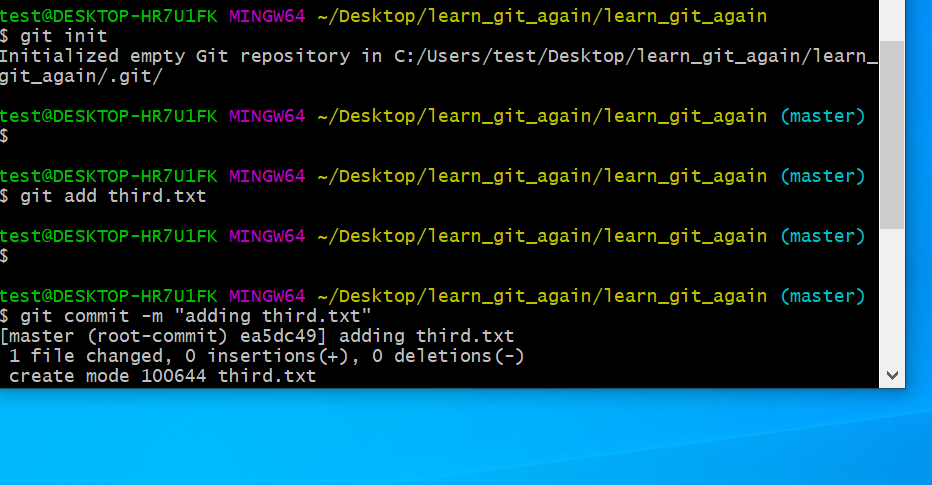 test@DESKTOP-HR7U1FK MINGW64 ~/Desktop/learn_git_again/learn_git_again
$ git init
Initialized empty Git repository in C:/Users/test/Desktop/learn_git_again/learn_
git_again/.git/
test@DESKTOP-HR7U1FK MINGW64 ~/Desktop/learn_git_again/learn_git_again (master)
$
test@DESKTOP-HR7U1FK MINGW64 ~/Desktop/learn_git_again/learn_git_again (master)
$ git add third.txt
test@DESKTOP-HR7U1FK MINGW64 ~/Desktop/learn_git_again/learn_git_again (master)
$
test@DESKTOP-HR7U1FK MINGW64 ~/Desktop/learn_git_again/learn_git_again (master)
$ git commit -m "adding third.txt"
[master (root-commit) ea5dc49] adding third.txt
 1 file changed, 0 insertions(+), 0 deletions(-)
 create mode 100644 third.txt